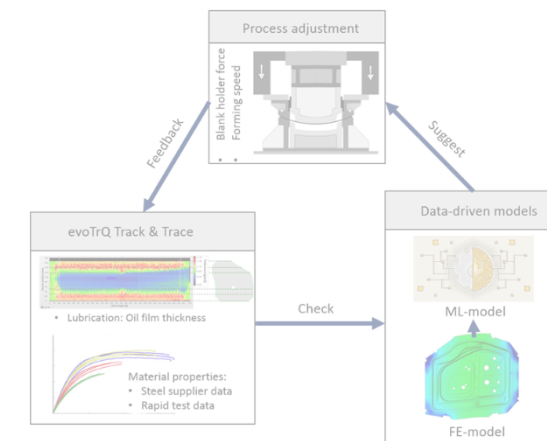 Process adjustment
• Blank holder force
• Forming speed
Feedback
Suggest
evoTrQ Track & Trace
• Lubrication: Oil film thickness
Material properties:
• Steel supplier data
• Rapid test data
Check
Data-driven models
ML-model
FE-model